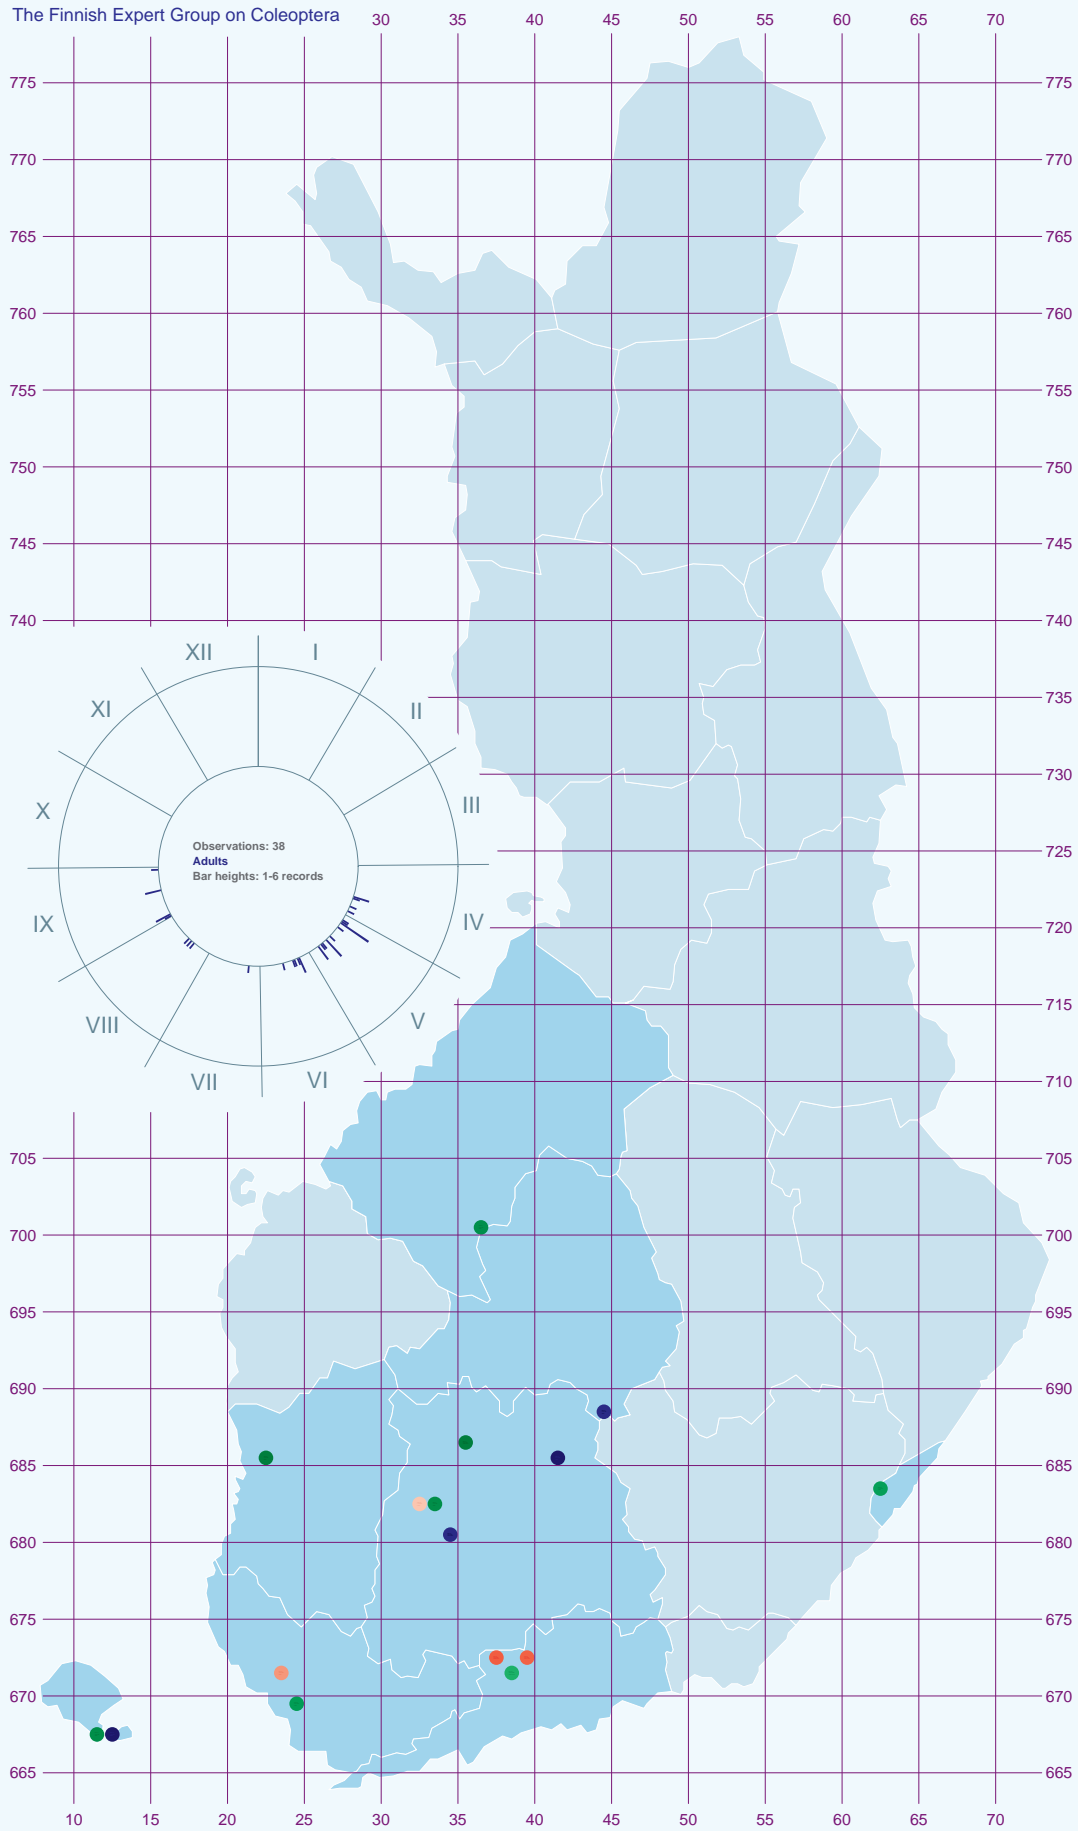 The Finnish Expert Group on Coleoptera
30 35 40 45 50 55 60 65 70
775 775
770 770
765 765
760 760
755 755
750 750
745 745
740 740
XII I
XI II
735
730
X III
725
Observations: 38
Adults
Bar heights: 1-6 records
IX IV
720
715
VIII V
VII VI
710
705 705
700 700
695 695
690 690
685 685
680 680
675 675
670 670
665 665
10 15 20 25 30 35 40 45 50 55 60 65 70